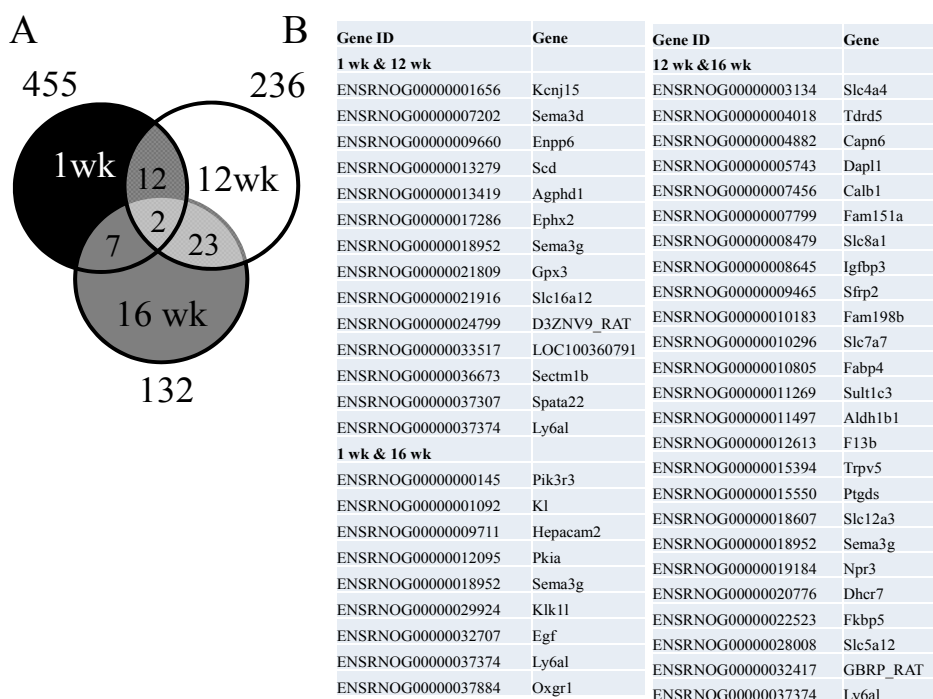 A
B
455
236
1wk
12
12wk
2
7
23
16 wk
132
Gene ID Gene
1 wk & 12 wk
ENSRNOG00000001656 Kcnj15
ENSRNOG00000007202 Sema3d
ENSRNOG00000009660 Enpp6
ENSRNOG00000013279 Scd
ENSRNOG00000013419 Agphd1
ENSRNOG00000017286 Ephx2
ENSRNOG00000018952 Sema3g
ENSRNOG00000021809 Gpx3
ENSRNOG00000021916 Slc16a12
ENSRNOG00000024799 D3ZNV9_RAT
ENSRNOG00000033517 LOC100360791
ENSRNOG00000036673 Sectm1b
ENSRNOG00000037307 Spata22
ENSRNOG00000037374 Ly6al
1 wk & 16 wk
ENSRNOG00000000145 Pik3r3
ENSRNOG00000001092 Kl
ENSRNOG00000009711 Hepacam2
ENSRNOG00000012095 Pkia
ENSRNOG00000018952 Sema3g
ENSRNOG00000029924 Klk1l
ENSRNOG00000032707 Egf
ENSRNOG00000037374 Ly6al
ENSRNOG00000037884 Oxgr1
Gene ID Gene
12 wk &16 wk
ENSRNOG00000003134 Slc4a4
ENSRNOG00000004018 Tdrd5
ENSRNOG00000004882 Capn6
ENSRNOG00000005743 Dapl1
ENSRNOG00000007456 Calb1
ENSRNOG00000007799 Fam151a
ENSRNOG00000008479 Slc8a1
ENSRNOG00000008645 Igfbp3
ENSRNOG00000009465 Sfrp2
ENSRNOG00000010183 Fam198b
ENSRNOG00000010296 Slc7a7
ENSRNOG00000010805 Fabp4
ENSRNOG00000011269 Sult1c3
ENSRNOG00000011497 Aldh1b1
ENSRNOG00000012613 F13b
ENSRNOG00000015394 Trpv5
ENSRNOG00000015550 Ptgds
ENSRNOG00000018607 Slc12a3
ENSRNOG00000018952 Sema3g
ENSRNOG00000019184 Npr3
ENSRNOG00000020776 Dhcr7
ENSRNOG00000022523 Fkbp5
ENSRNOG00000028008 Slc5a12
ENSRNOG00000032417 GBRP_RAT
ENSRNOG00000037374 Ly6al